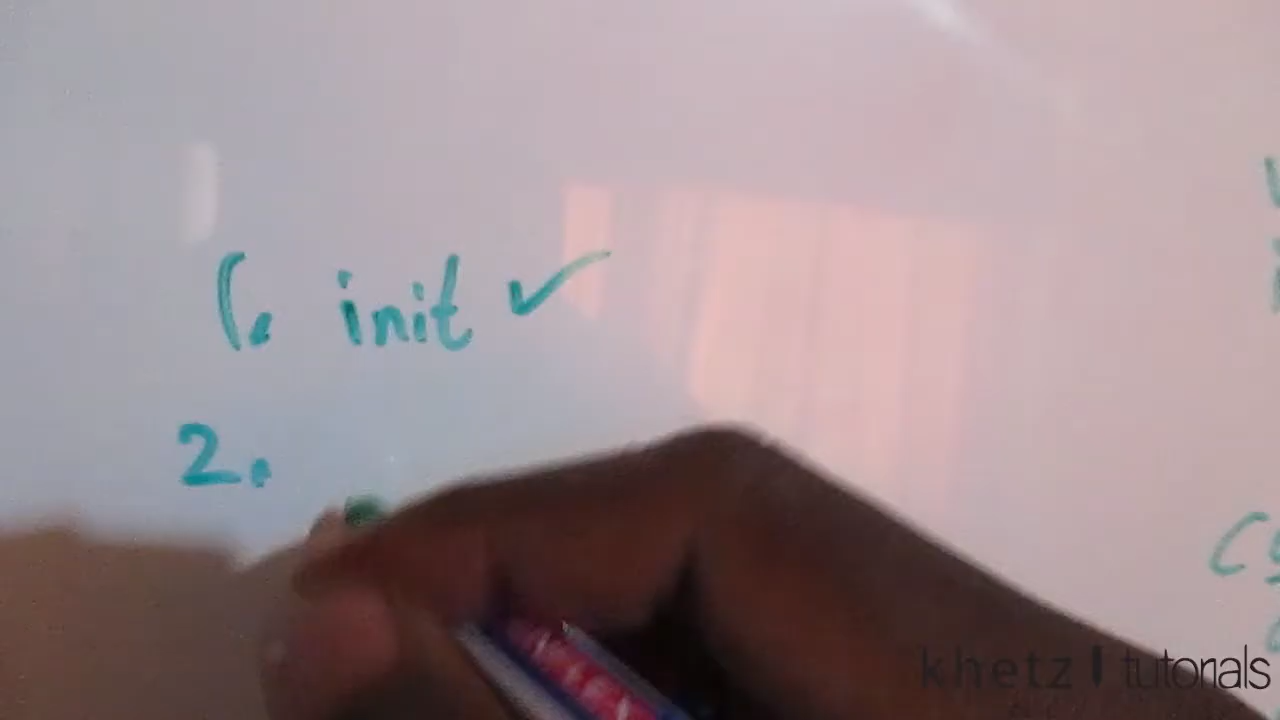 1. init ✓
2.
khetz | tutorials